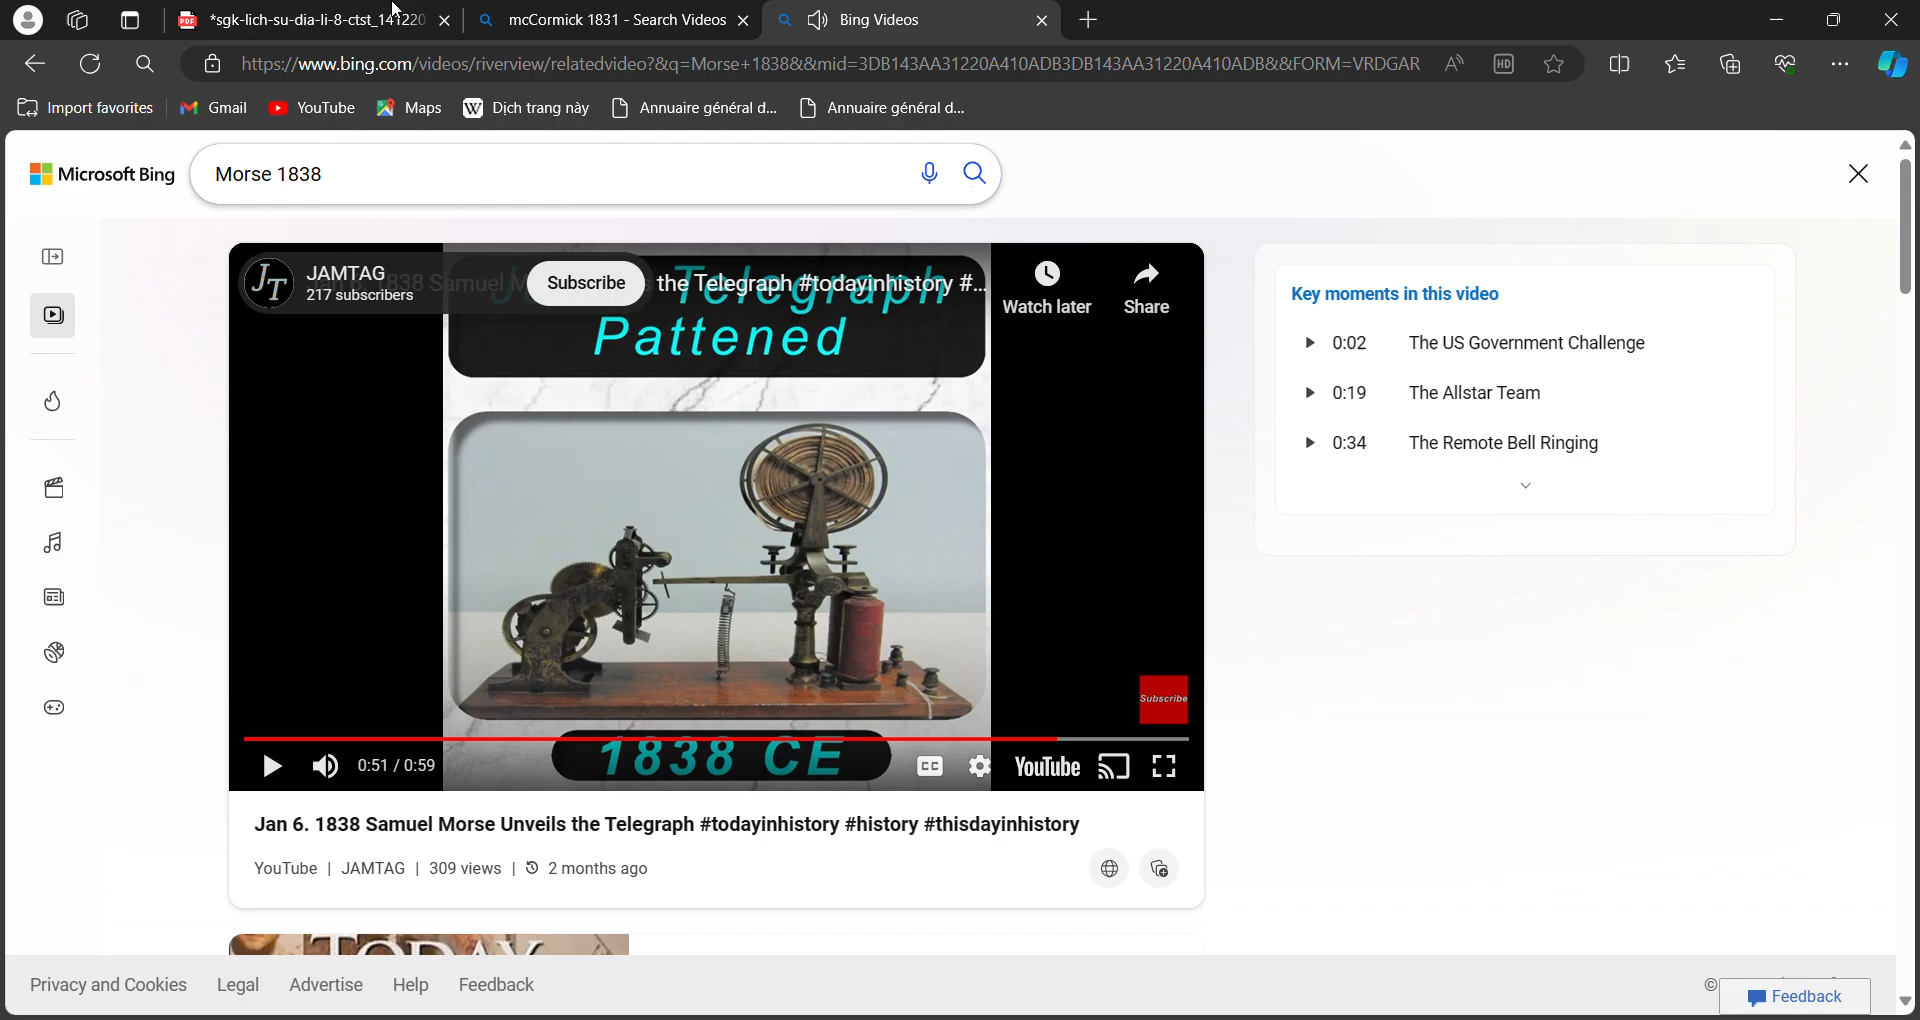 *sgk-lich-su-dia-li-8-ctst_141220
mcCormick 1831 - Search Videos
Bing Videos
https://www.bing.com/videos/riverview/relatedvideo?&q=Morse+1838&&mid=3DB143AA31220A410ADB3DB143AA31220A410ADB&&FORM=VRDGAR
Import favorites
Gmail
YouTube
Maps
Dịch trang này
Annuaire général d...
Annuaire général d...
Microsoft Bing
Morse 1838
JAMTAG
217 subscribers
Subscribe
the Telegraph #todayinhistory #...
Telegraph
Pattened
Watch later
Share
Subscribe
1838 CE
0:51 / 0:59
CC
YouTube
Key moments in this video
0:02 The US Government Challenge
0:19 The Allstar Team
0:34 The Remote Bell Ringing
Jan 6. 1838 Samuel Morse Unveils the Telegraph #todayinhistory #history #thisdayinhistory
YouTube | JAMTAG | 309 views | 2 months ago
TODAY
Privacy and Cookies
Legal
Advertise
Help
Feedback
©
Feedback